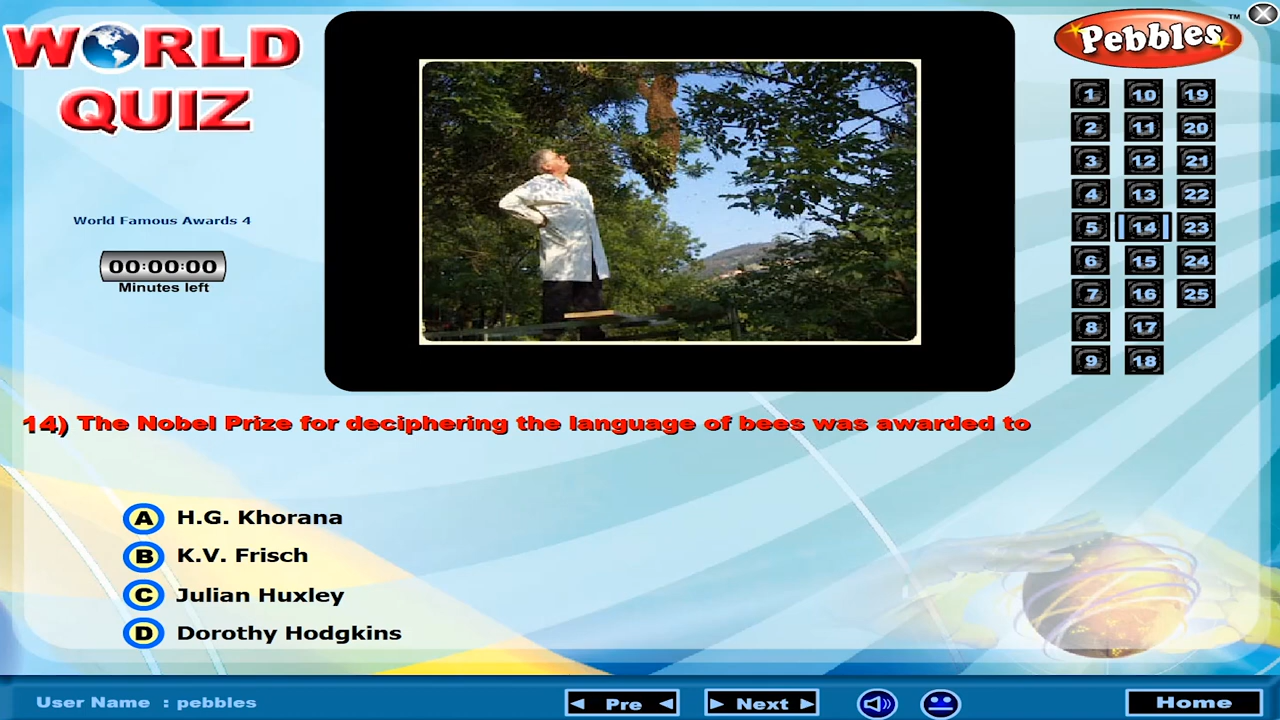 WORLD
QUIZ
World Famous Awards 4
00:00:00
Minutes left
Pebbles™
1 10 19
2 11 20
3 12 21
4 13 22
5 14 23
6 15 24
7 16 25
8 17
9 18
14) The Nobel Prize for deciphering the language of bees was awarded to
A H.G. Khorana
B K.V. Frisch
C Julian Huxley
D Dorothy Hodgkins
User Name : pebbles
Pre
Next
Home